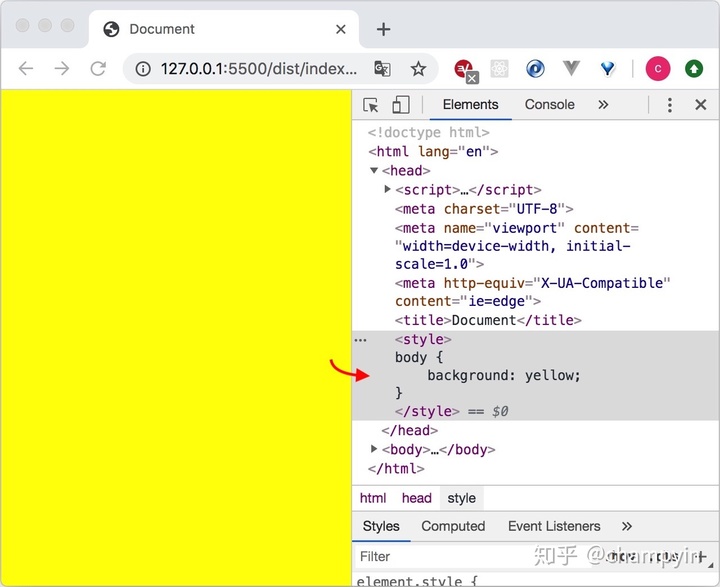 Document
127.0.0.1:5500/dist/index...
C
Elements Console »
<!doctype html>
<html lang="en">
<head>
<script>…</script>
<meta charset="UTF-8">
<meta name="viewport" content=
"width=device-width, initial-
scale=1.0">
<meta http-equiv="X-UA-Compatible"
content="ie=edge">
<title>Document</title>
<style>
body {
background: yellow;
}
</style> == $0
</head>
<body>…</body>
</html>
html head style
Styles Computed Event Listeners »
Filter :hov .cls +
知乎 @champyin
element.style {